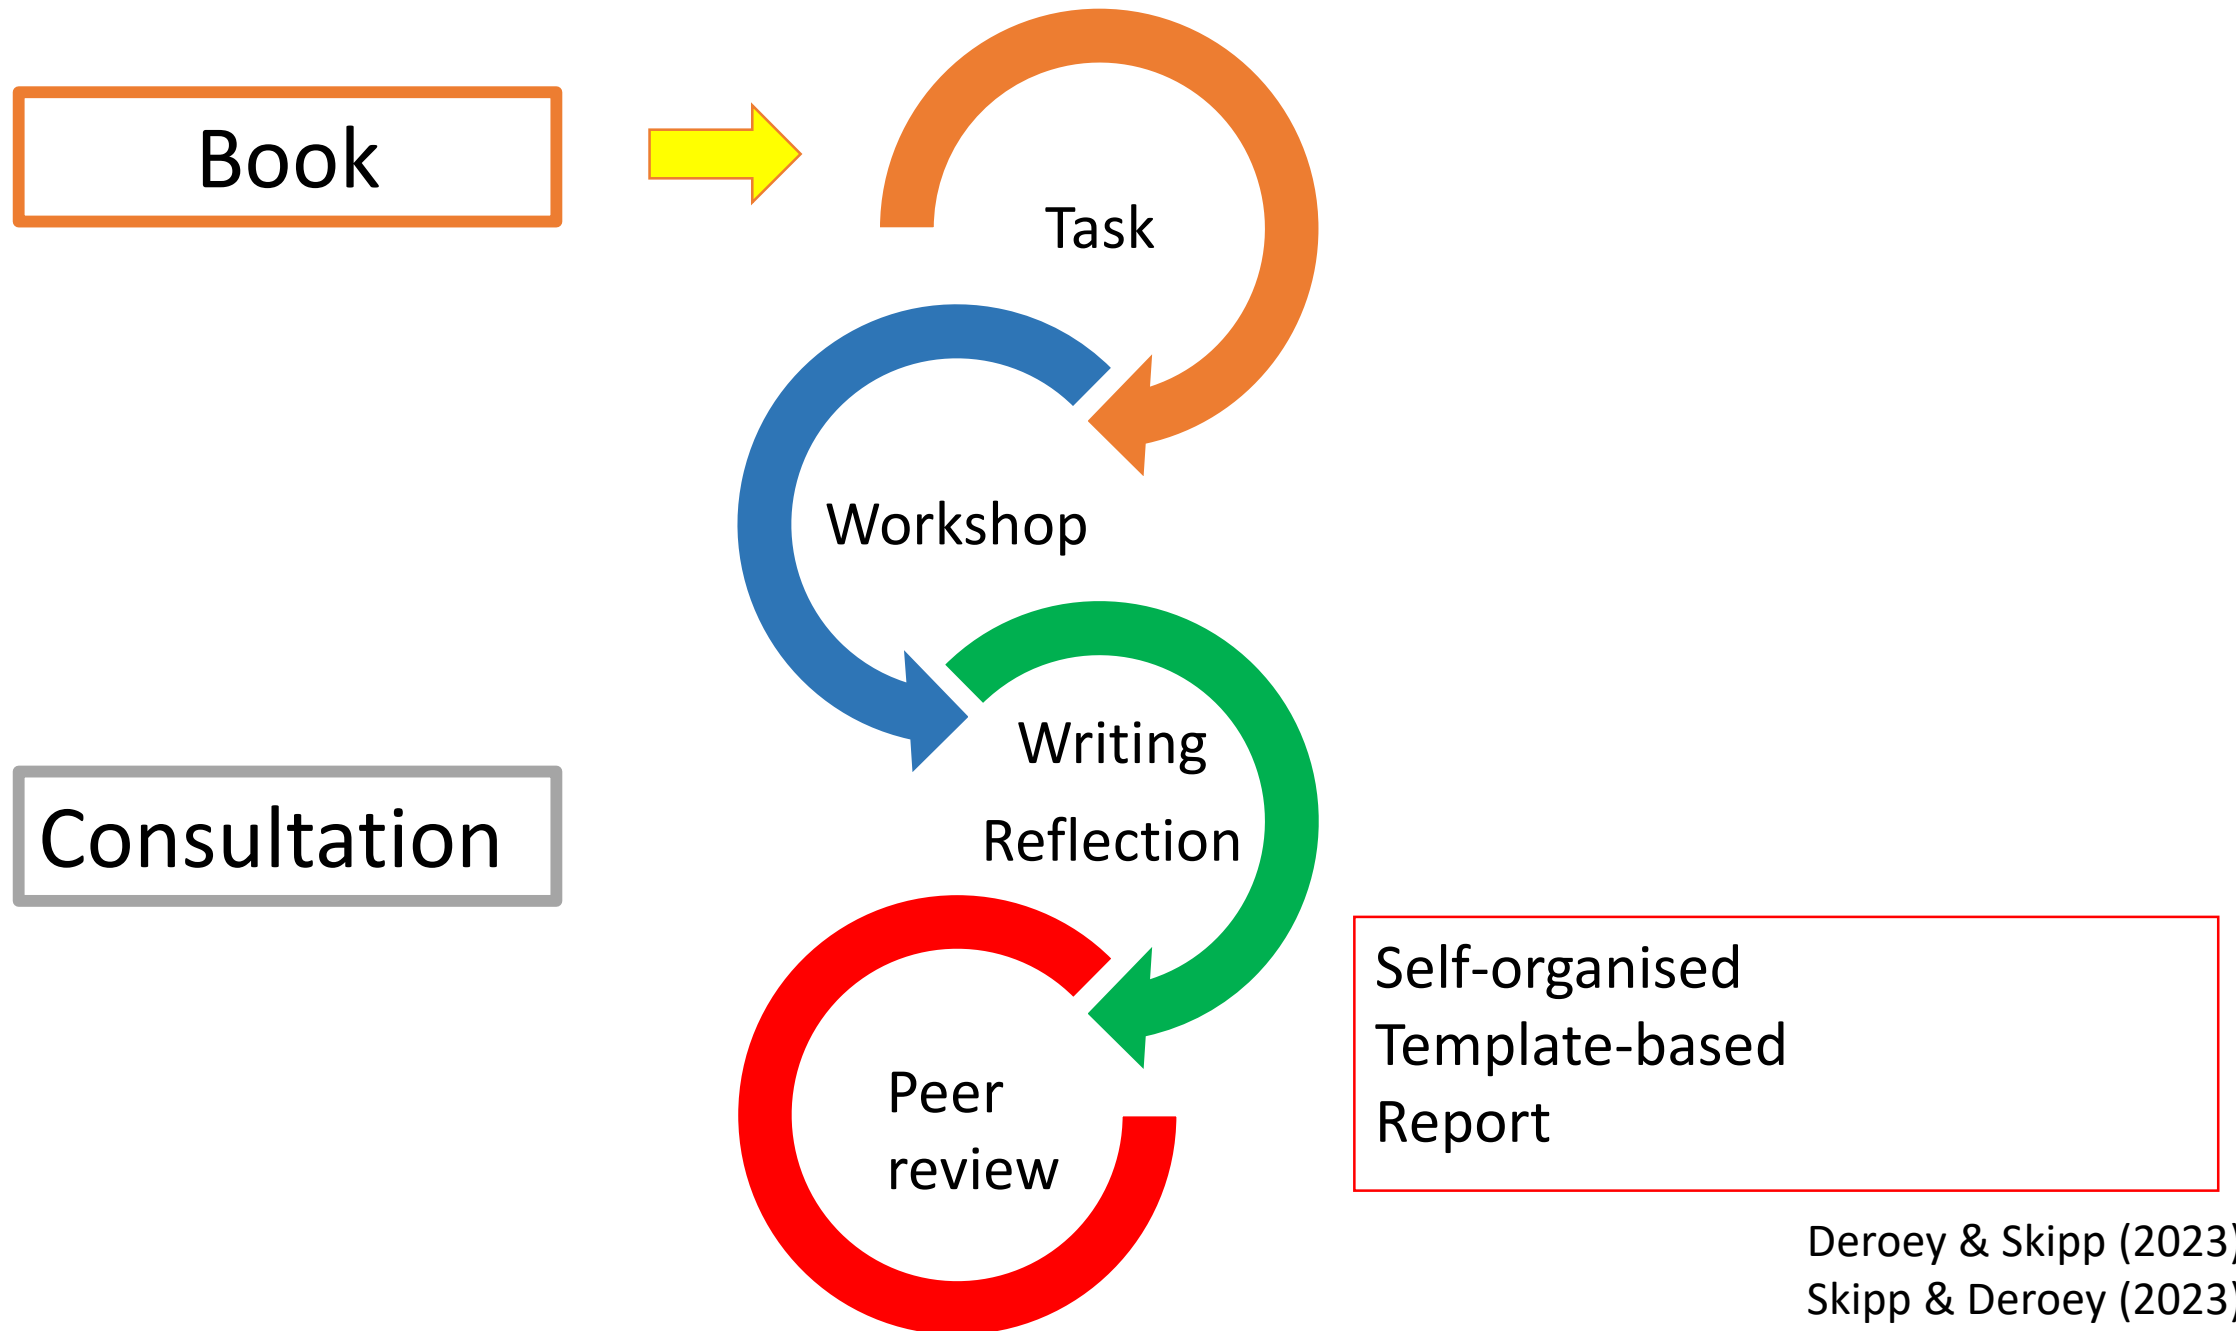 Book
Task
Workshop
Writing
Reflection
Consultation
Peer
review
Self-organised
Template-based
Report
Deroey & Skipp (2023)
Skipp & Deroey (2023)